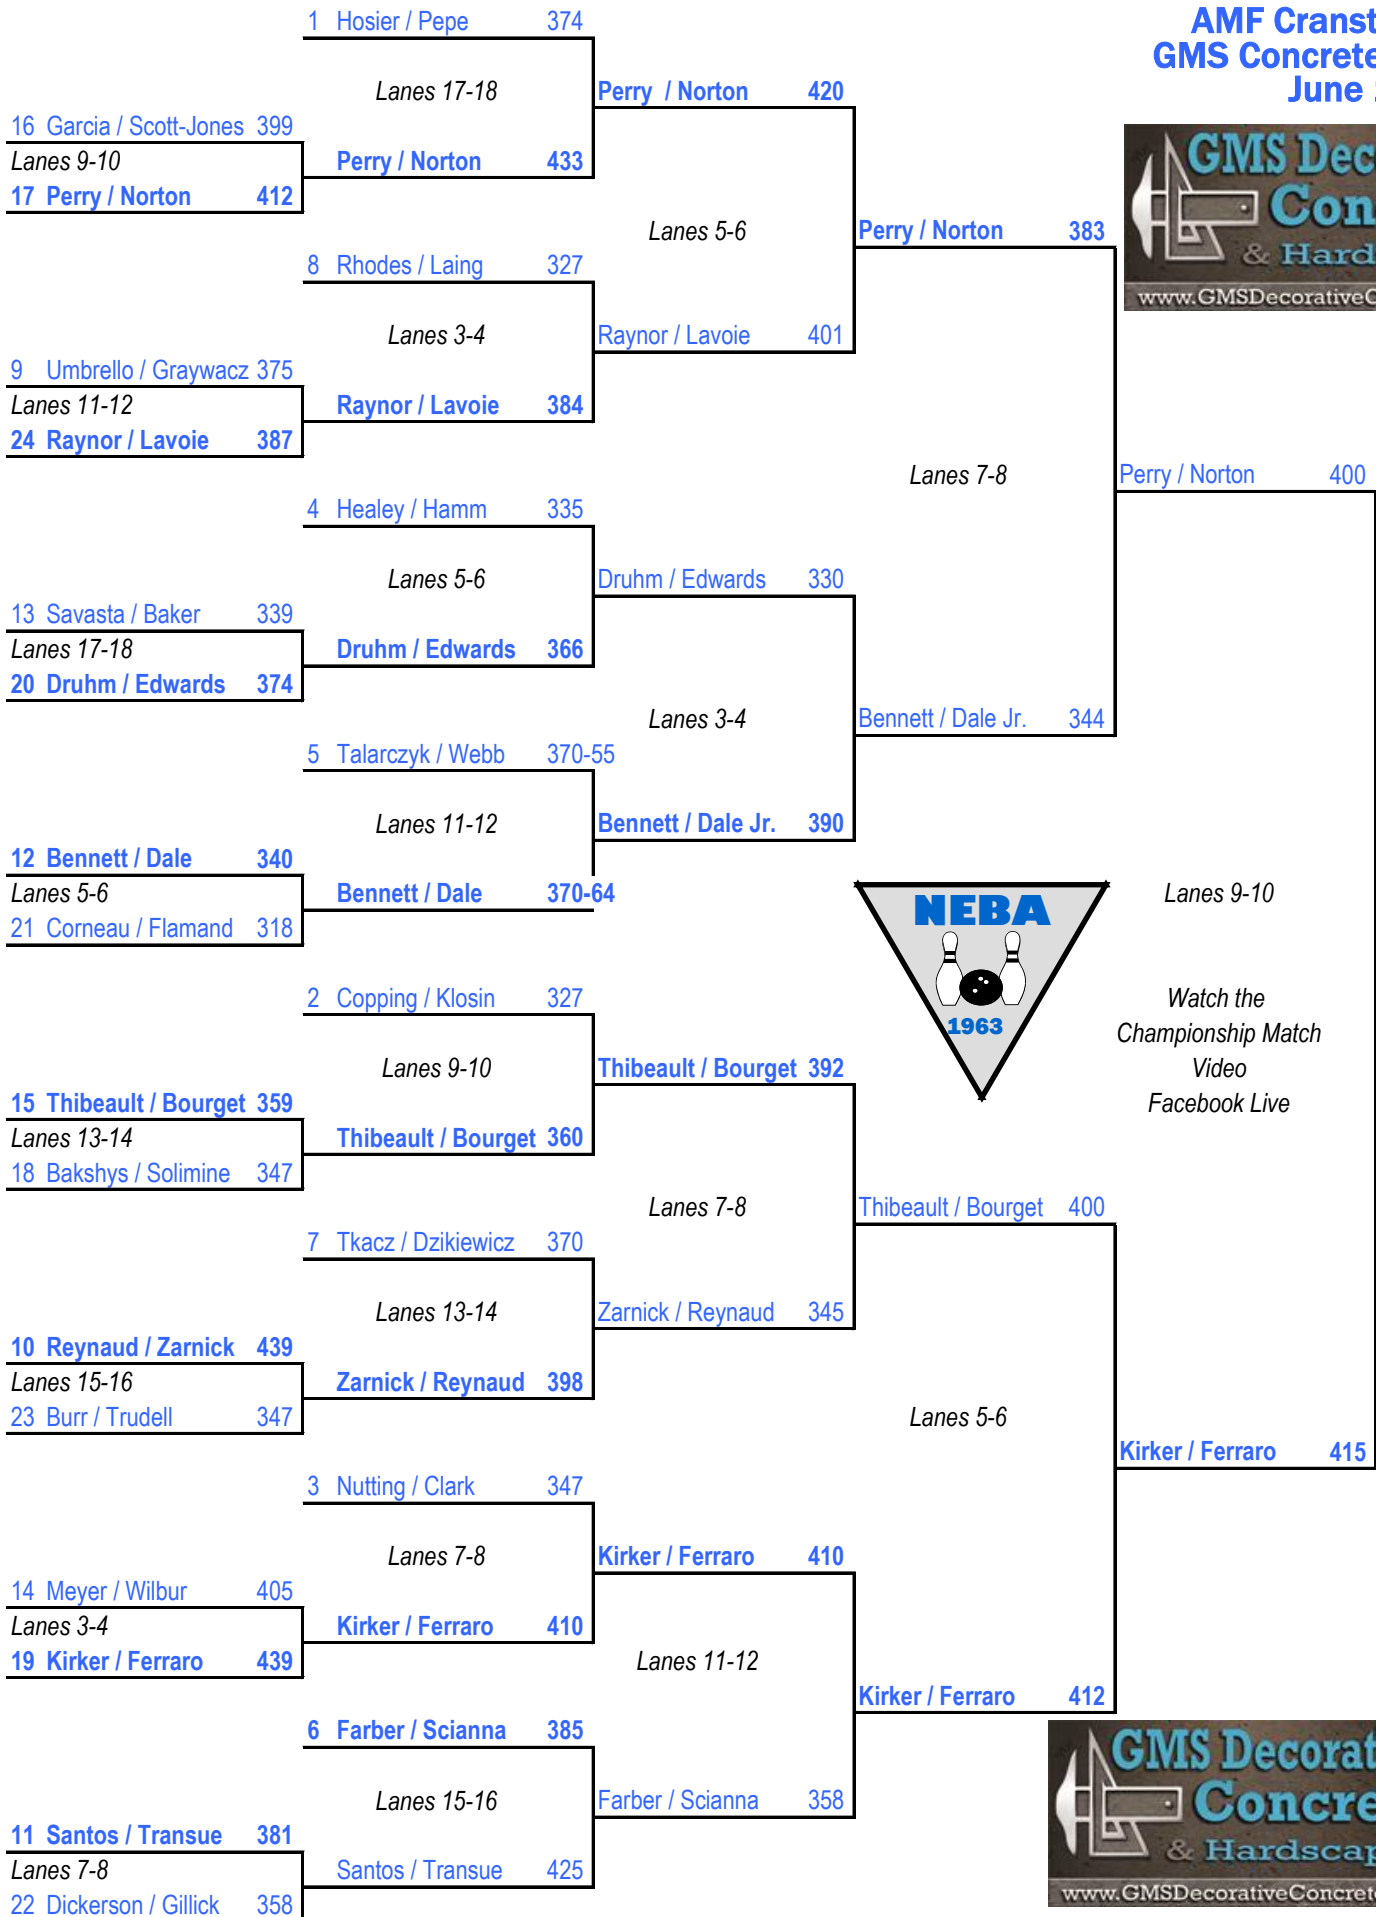 1 Hosier / Pepe 374
AMF Cranst
GMS Concrete
June
Lanes 17-18
Perry / Norton 420
16 Garcia / Scott-Jones 399
Lanes 9-10
Perry / Norton 433
17 Perry / Norton 412
GMS Dec
Con
& Hard
www.GMSDecorativeC
Lanes 5-6
Perry / Norton 383
8 Rhodes / Laing 327
Lanes 3-4
Raynor / Lavoie 401
9 Umbrello / Graywacz 375
Lanes 11-12
Raynor / Lavoie 384
24 Raynor / Lavoie 387
Lanes 7-8
Perry / Norton 400
4 Healey / Hamm 335
Lanes 5-6
Druhm / Edwards 330
13 Savasta / Baker 339
Lanes 17-18
Druhm / Edwards 366
20 Druhm / Edwards 374
Lanes 3-4
Bennett / Dale Jr. 344
5 Talarczyk / Webb 370-55
Lanes 11-12
Bennett / Dale Jr. 390
12 Bennett / Dale 340
Lanes 5-6
Bennett / Dale 370-64
21 Corneau / Flamand 318
NEBA
1963
Lanes 9-10
Watch the
Championship Match
Video
Facebook Live
2 Copping / Klosin 327
Lanes 9-10
Thibeault / Bourget 392
15 Thibeault / Bourget 359
Lanes 13-14
Thibeault / Bourget 360
18 Bakshys / Solimine 347
Lanes 7-8
Thibeault / Bourget 400
7 Tkacz / Dzikiewicz 370
Lanes 13-14
Zarnick / Reynaud 345
10 Reynaud / Zarnick 439
Lanes 15-16
Zarnick / Reynaud 398
23 Burr / Trudell 347
Lanes 5-6
Kirker / Ferraro 415
3 Nutting / Clark 347
Lanes 7-8
Kirker / Ferraro 410
14 Meyer / Wilbur 405
Lanes 3-4
Kirker / Ferraro 410
19 Kirker / Ferraro 439
Lanes 11-12
Kirker / Ferraro 412
6 Farber / Scianna 385
Lanes 15-16
Farber / Scianna 358
11 Santos / Transue 381
Lanes 7-8
Santos / Transue 425
22 Dickerson / Gillick 358
GMS Decorat
Concre
& Hardscap
www.GMSDecorativeConcret